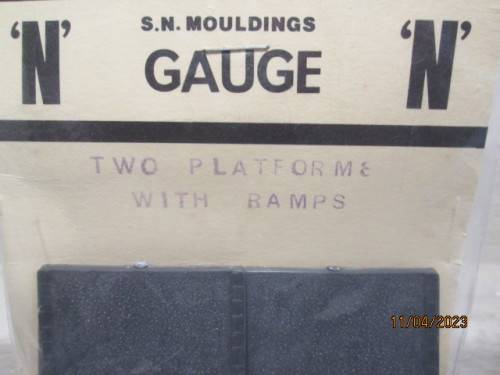 S.N. MOULDINGS
'N' GAUGE 'N'
TWO PLATFORMS
WITH RAMPS
11/04/2023